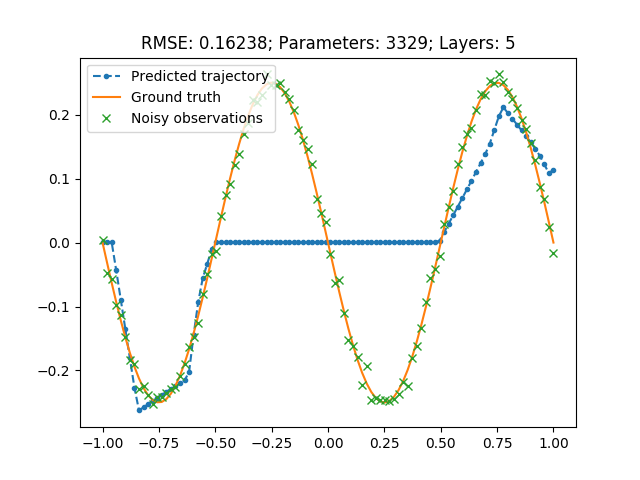 RMSE: 0.16238; Parameters: 3329; Layers: 5
Predicted trajectory
Ground truth
Noisy observations
0.2
0.1
0.0
−0.1
−0.2
−1.00 −0.75 −0.50 −0.25 0.00 0.25 0.50 0.75 1.00